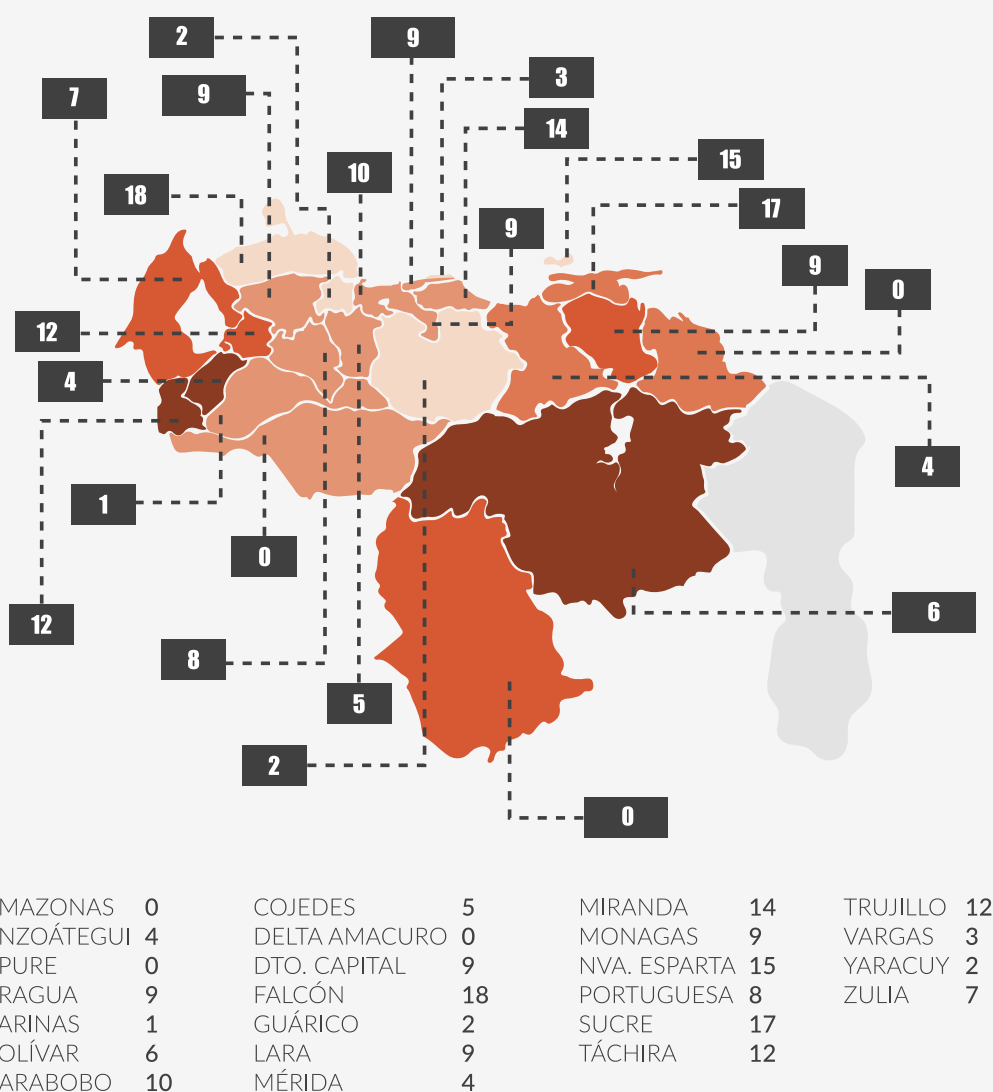 2
9
3
7
9
14
15
10
18
17
9
9
0
12
4
4
1
0
12
6
8
5
2
0
MAZONAS 0
NZOÁTEGUI 4
PURE 0
RAGUA 9
ARINAS 1
OLÍVAR 6
ARABOBO 10
COJEDES 5
DELTA AMACURO 0
DTO. CAPITAL 9
FALCÓN 18
GUÁRICO 2
LARA 9
MÉRIDA 4
MIRANDA 14
MONAGAS 9
NVA. ESPARTA 15
PORTUGUESA 8
SUCRE 17
TÁCHIRA 12
TRUJILLO 12
VARGAS 3
YARACUY 2
ZULIA 7